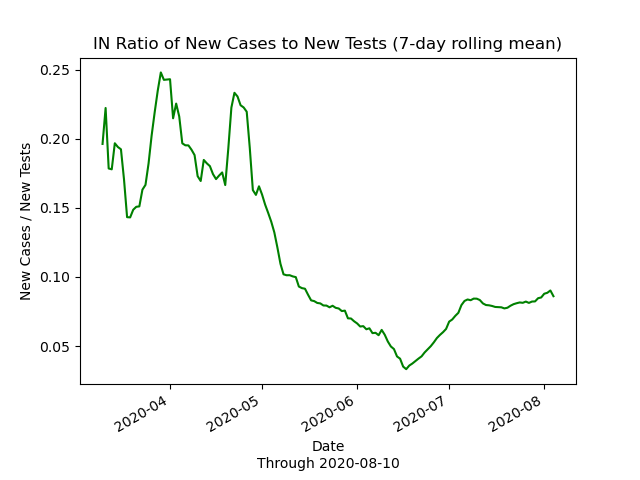 IN Ratio of New Cases to New Tests (7-day rolling mean)
New Cases / New Tests
0.25
0.20
0.15
0.10
0.05
2020-04
2020-05
2020-06
2020-07
2020-08
Date
Through 2020-08-10